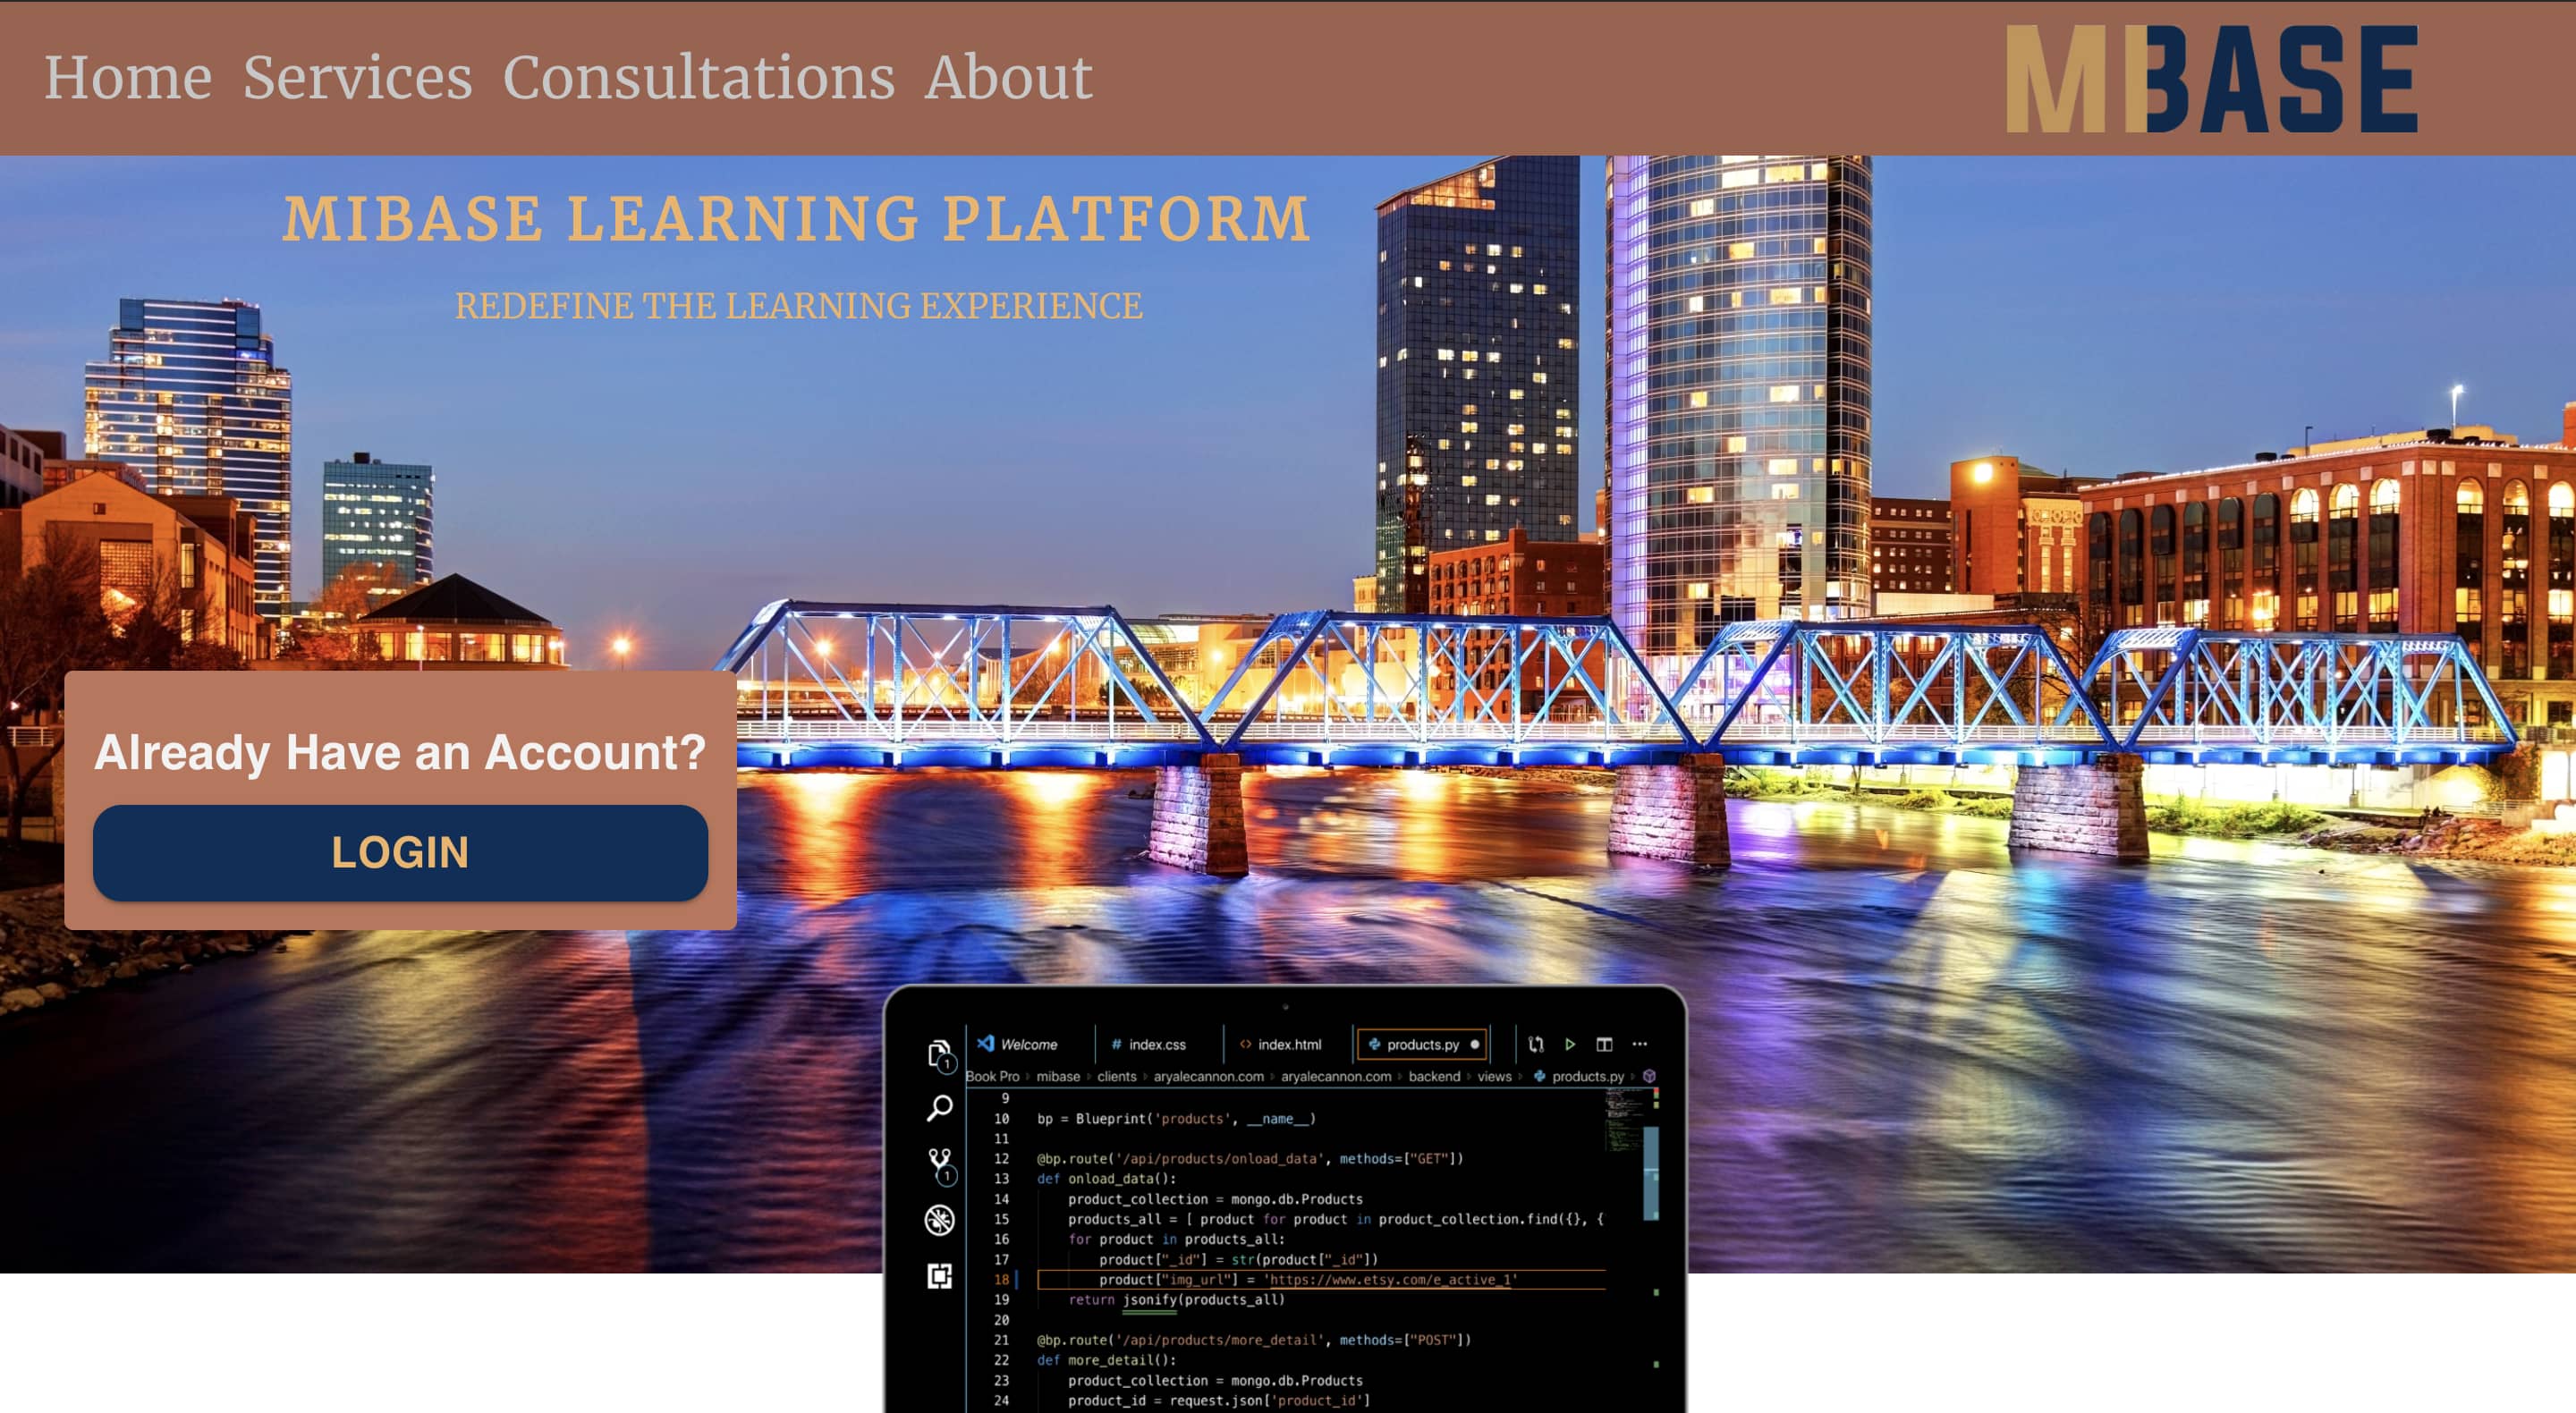 Home Services Consultations About
MIBASE
MIBASE LEARNING PLATFORM
REDEFINE THE LEARNING EXPERIENCE
Already Have an Account?
LOGIN
Welcome # index.css <> index.html products.py ● ...
1
Book Pro › mibase › clients › aryalecannon.com › aryalecannon.com › backend › views › products.py ›
9
10 bp = Blueprint('products', __name__)
11
1
12 @bp.route('/api/products/onload_data', methods=["GET"])
13 def onload_data():
14 product_collection = mongo.db.Products
15 products_all = [ product for product in product_collection.find({}, {
16 for product in products_all:
17 product["_id"] = str(product["_id"])
18 product["img_url"] = 'https://www.etsy.com/e_active_1'
19 return jsonify(products_all)
20
21 @bp.route('/api/products/more_detail', methods=["POST"])
22 def more_detail():
23 product_collection = mongo.db.Products
24 product_id = request.json['product_id']